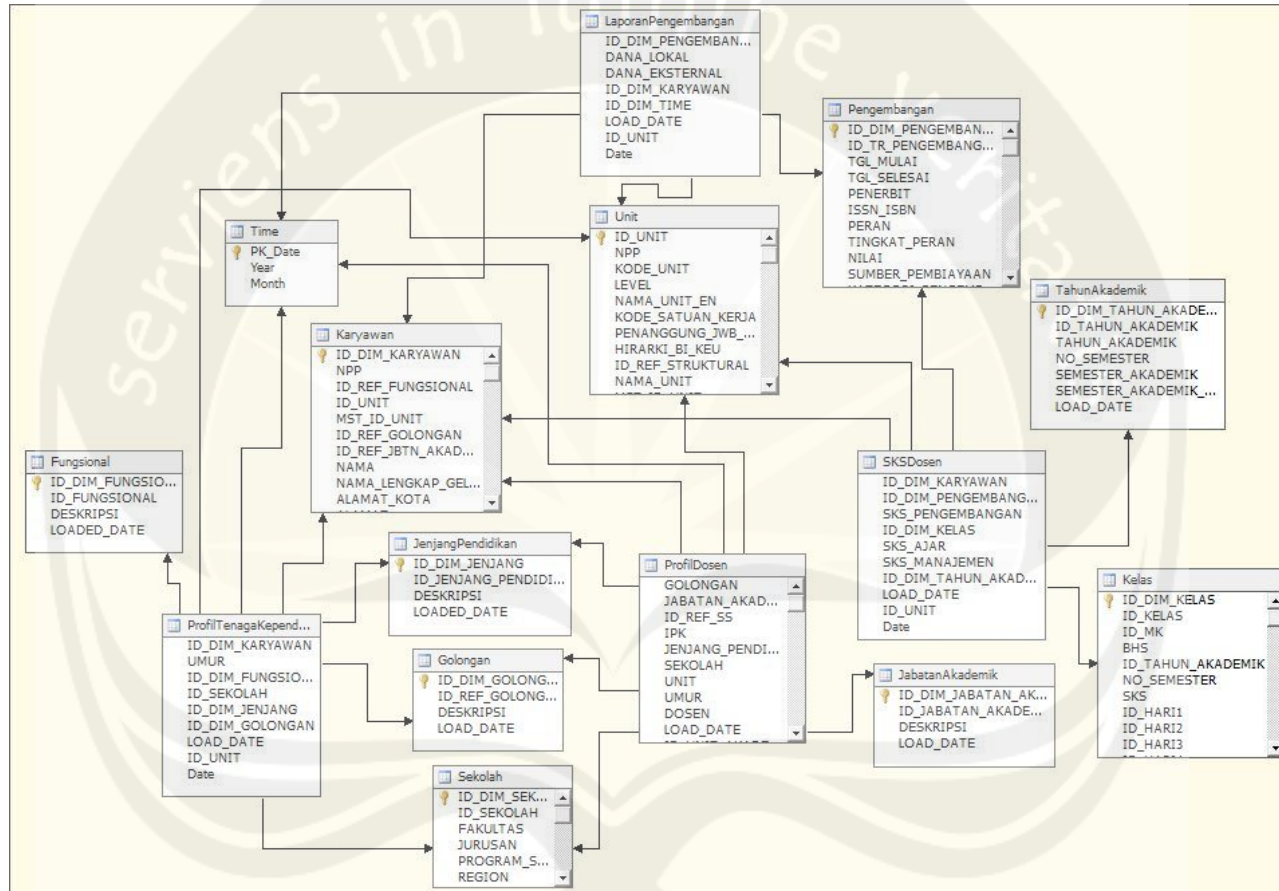 serviens in lumine veritatis
LaporanPengembangan
ID_DIM_PENGEMBAN...
DANA_LOKAL
DANA_EKSTERNAL
ID_DIM_KARYAWAN
ID_DIM_TIME
LOAD_DATE
ID_UNIT
Date
Pengembangan
ID_DIM_PENGEMBAN...
ID_TR_PENGEMBANG...
TGL_MULAI
TGL_SELESAI
PENERBIT
ISSN_ISBN
PERAN
TINGKAT_PERAN
NILAI
SUMBER_PEMBIAYAAN
Time
PK_Date
Year
Month
Unit
ID_UNIT
NPP
KODE_UNIT
LEVEL
NAMA_UNIT_EN
KODE_SATUAN_KERJA
PENANGGUNG_JWB_...
HIRARKI_BI_KEU
ID_REF_STRUKTURAL
NAMA_UNIT
TahunAkademik
ID_DIM_TAHUN_AKADE...
ID_TAHUN_AKADEMIK
TAHUN_AKADEMIK
NO_SEMESTER
SEMESTER_AKADEMIK
SEMESTER_AKADEMIK_...
LOAD_DATE
Karyawan
ID_DIM_KARYAWAN
NPP
ID_REF_FUNGSIONAL
ID_UNIT
MST_ID_UNIT
ID_REF_GOLONGAN
ID_REF_JBTN_AKAD...
NAMA
NAMA_LENGKAP_GEL...
ALAMAT_KOTA
Fungsional
ID_DIM_FUNGSIO...
ID_FUNGSIONAL
DESKRIPSI
LOADED_DATE
SKSDosen
ID_DIM_KARYAWAN
ID_DIM_PENGEMBANG...
SKS_PENGEMBANGAN
ID_DIM_KELAS
SKS_AJAR
SKS_MANAJEMEN
ID_DIM_TAHUN_AKAD...
LOAD_DATE
ID_UNIT
Date
JenjangPendidikan
ID_DIM_JENJANG
ID_JENJANG_PENDIDI...
DESKRIPSI
LOADED_DATE
ProfilDosen
GOLONGAN
JABATAN_AKAD...
ID_REF_SS
IPK
JENJANG_PENDI...
SEKOLAH
UNIT
UMUR
DOSEN
LOAD_DATE
Kelas
ID_DIM_KELAS
ID_KELAS
ID_MK
BHS
ID_TAHUN_AKADEMIK
NO_SEMESTER
SKS
ID_HARI1
ID_HARI2
ID_HARI3
ProfilTenagaKepend...
ID_DIM_KARYAWAN
UMUR
ID_DIM_FUNGSIO...
ID_SEKOLAH
ID_DIM_JENJANG
ID_DIM_GOLONGAN
LOAD_DATE
ID_UNIT
Date
Golongan
ID_DIM_GOLONG...
ID_REF_GOLONG...
DESKRIPSI
LOAD_DATE
JabatanAkademik
ID_DIM_JABATAN_AK...
ID_JABATAN_AKADE...
DESKRIPSI
LOAD_DATE
Sekolah
ID_DIM_SEK...
ID_SEKOLAH
FAKULTAS
JURUSAN
PROGRAM_S...
REGION